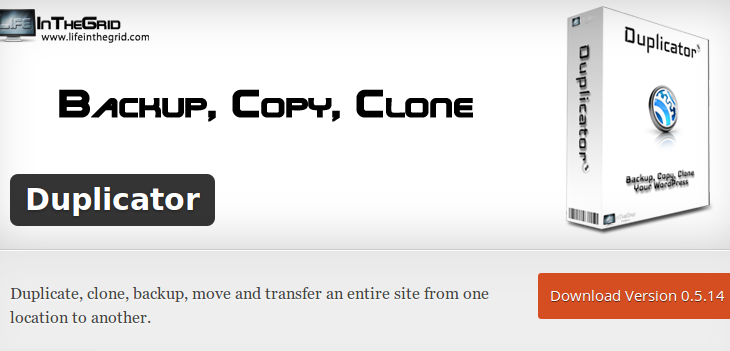 LIFE INTHEGRID
www.lifeinthegrid.com
BACKUP, COPY, CLONE
Duplicator
Duplicator
Duplicator
Backup, Copy, Clone
Your WordPress
InTheGrid
Duplicate, clone, backup, move and transfer an entire site from one
location to another.
Download Version 0.5.14